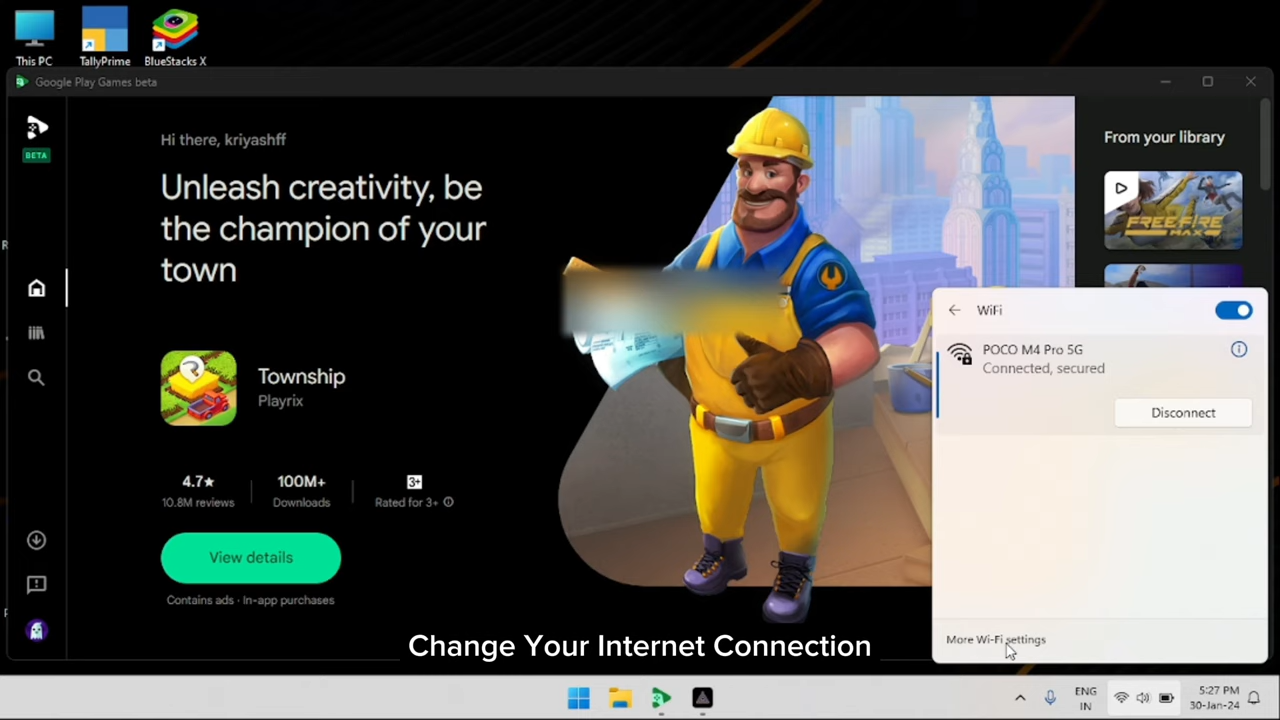 This PC
TallyPrime
BlueStacks X
Google Play Games beta
BETA
Hi there, kriyashff
Unleash creativity, be
the champion of your
town
Township
Playrix
4.7★
10.8M reviews
100M+
Downloads
3+
Rated for 3+
View details
Contains ads · In-app purchases
From your library
FREE FIRE
MAX
WiFi
POCO M4 Pro 5G
Connected, secured
Disconnect
More Wi-Fi settings
Change Your Internet Connection
ENG
IN
5:27 PM
30-Jan-24